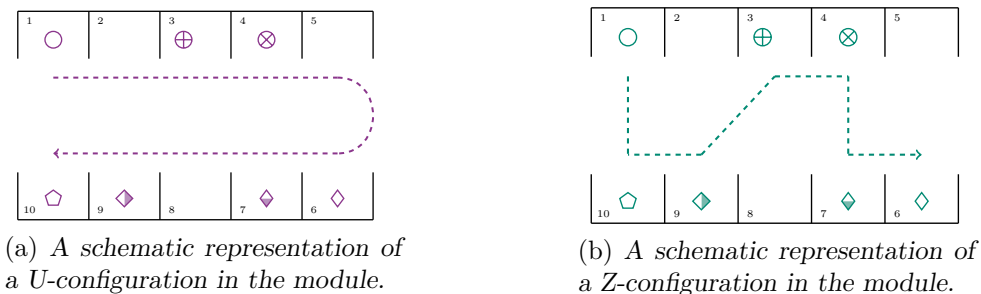 1 2 3 4 5
10 9 8 7 6
(a) A schematic representation of
a U-configuration in the module.
1 2 3 4 5
10 9 8 7 6
(b) A schematic representation of
a Z-configuration in the module.